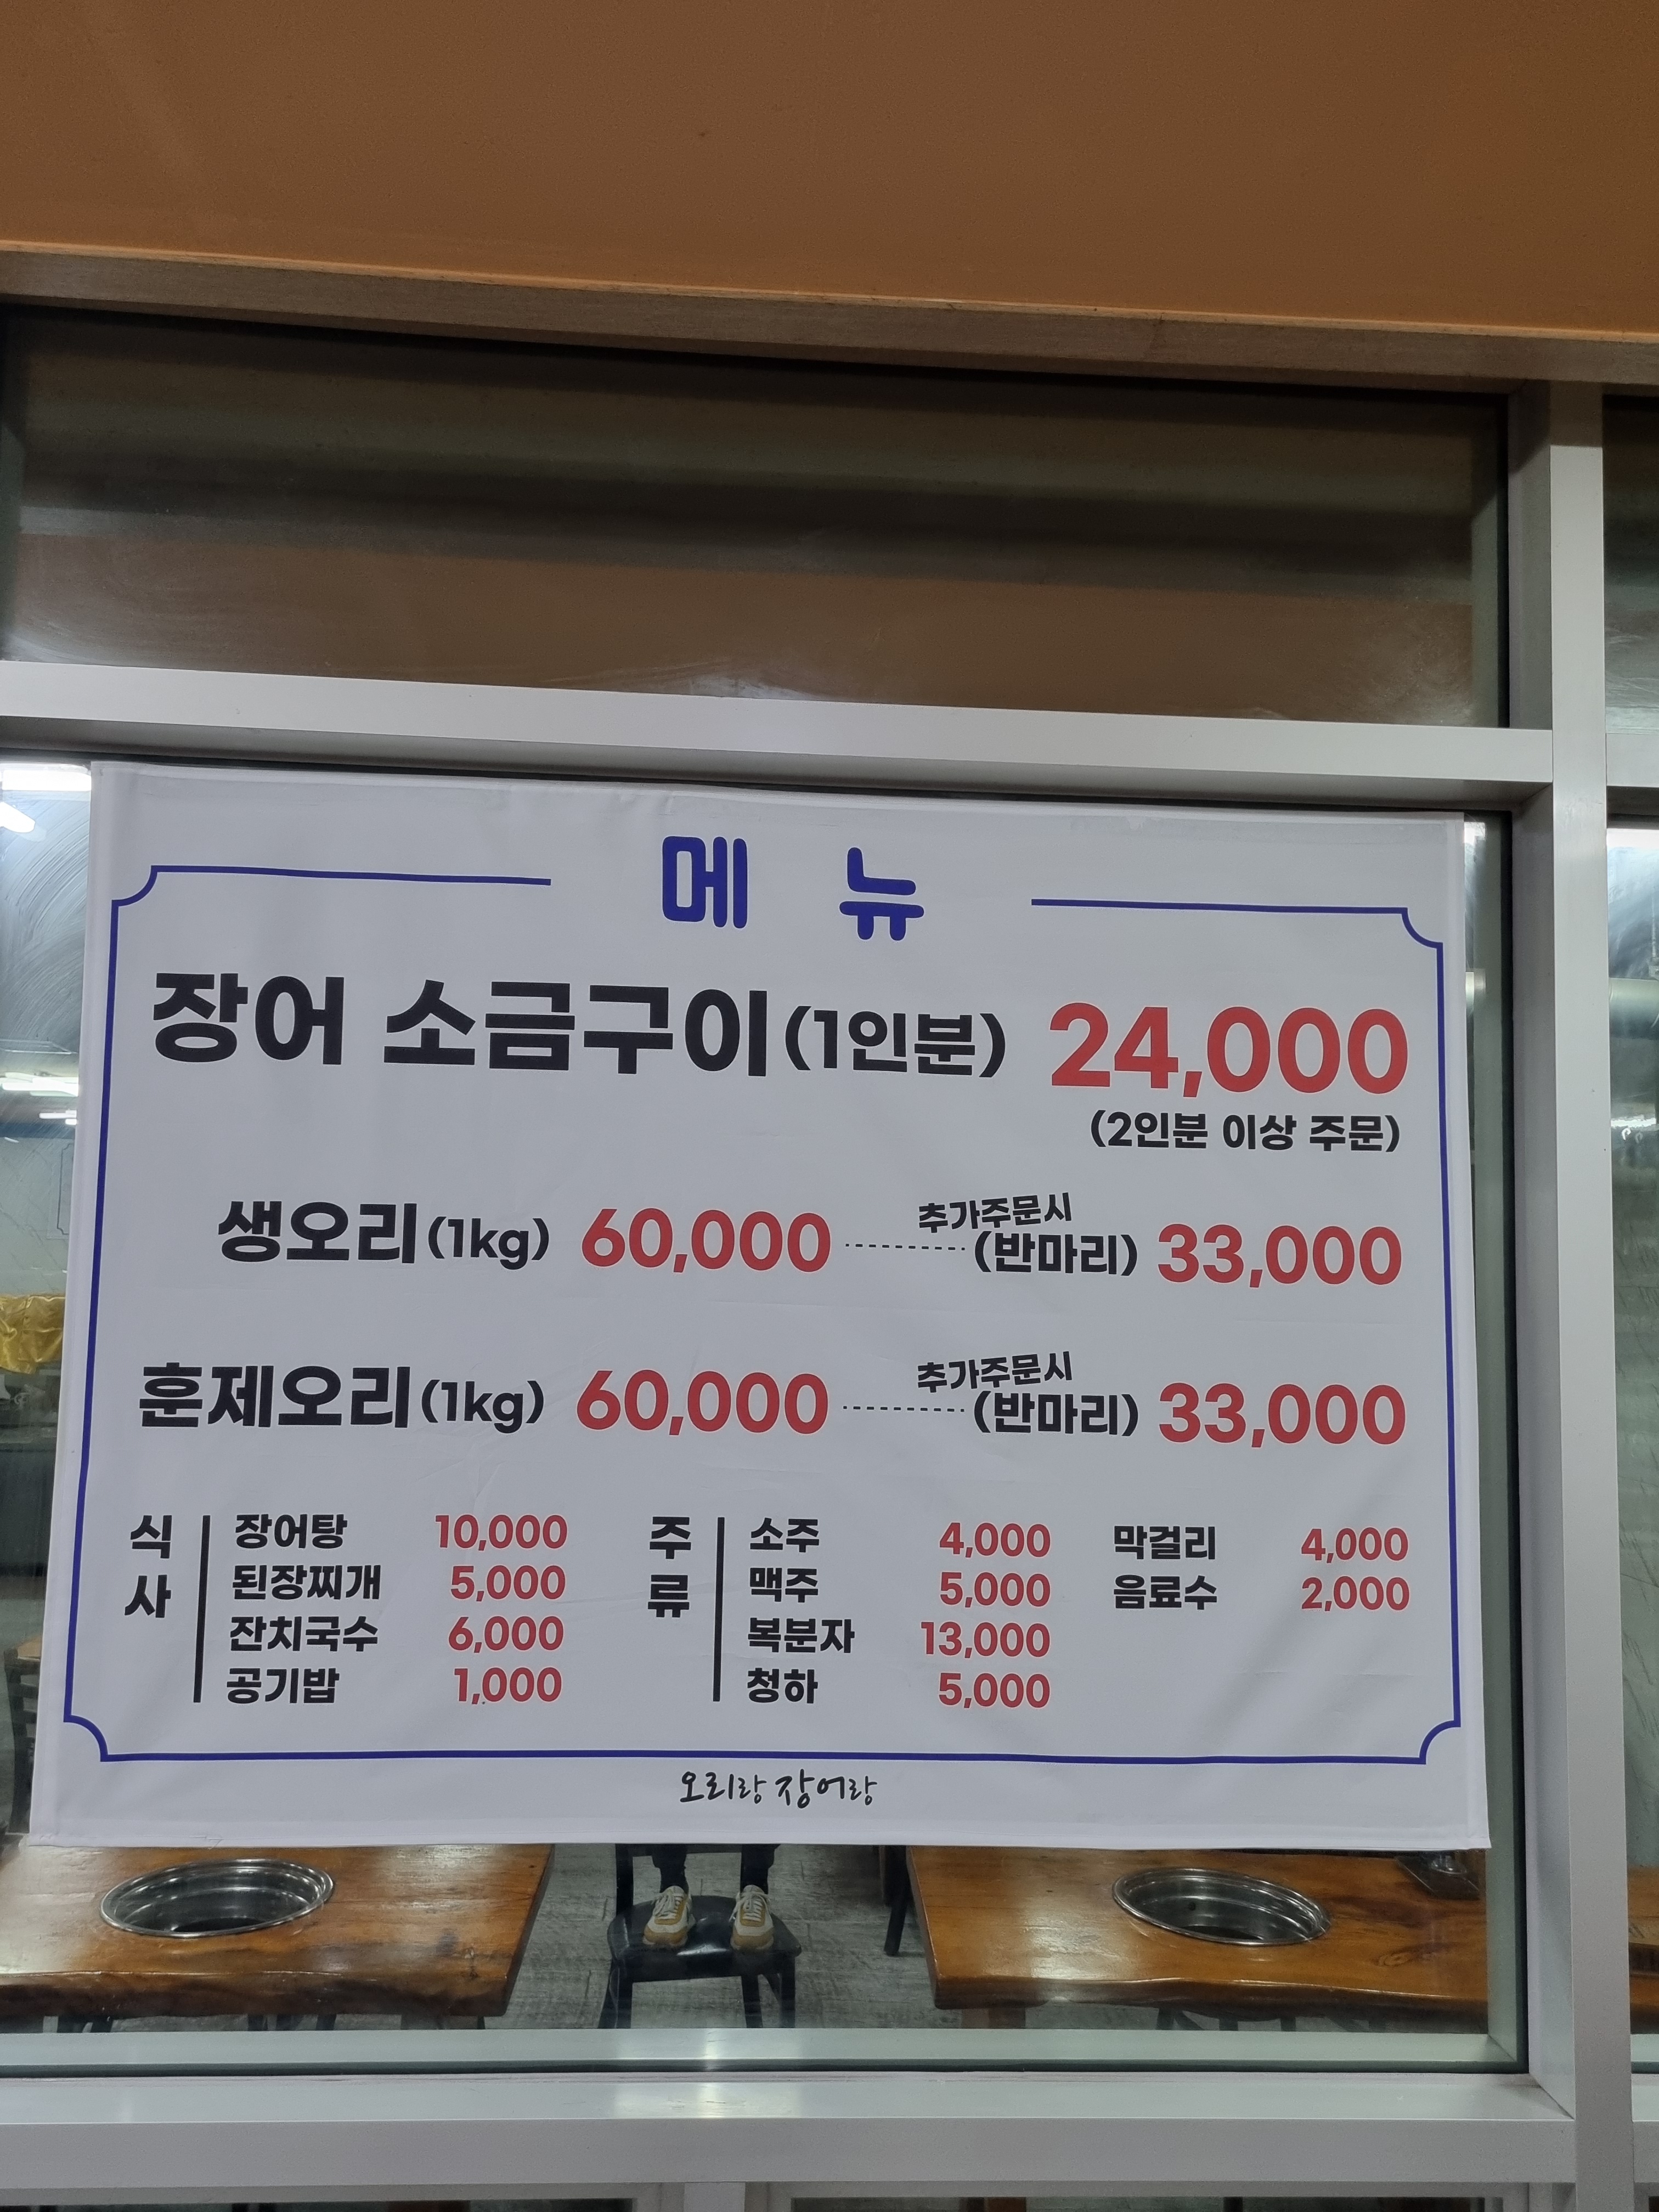 메 뉴
장어 소금구이(1인분) 24,000
(2인분 이상 주문)
생오리(1kg) 60,000 ---------- 추가주문시 (반마리) 33,000
훈제오리(1kg) 60,000 ---------- 추가주문시 (반마리) 33,000
식사
장어탕 10,000
된장찌개 5,000
잔치국수 6,000
공기밥 1,000
주류
소주 4,000
맥주 5,000
복분자 13,000
청하 5,000
막걸리 4,000
음료수 2,000
오리랑 장어랑